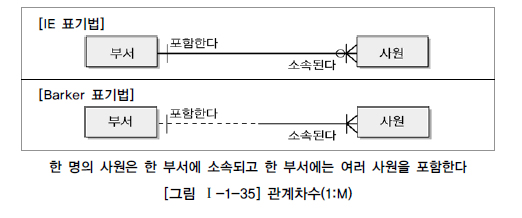 [IE 표기법]
부서
포함한다
소속된다
사원
[Barker 표기법]
부서
포함한다
소속된다
사원
한 명의 사원은 한 부서에 소속되고 한 부서에는 여러 사원을 포함한다
[그림 Ⅰ-1-35] 관계차수(1:M)